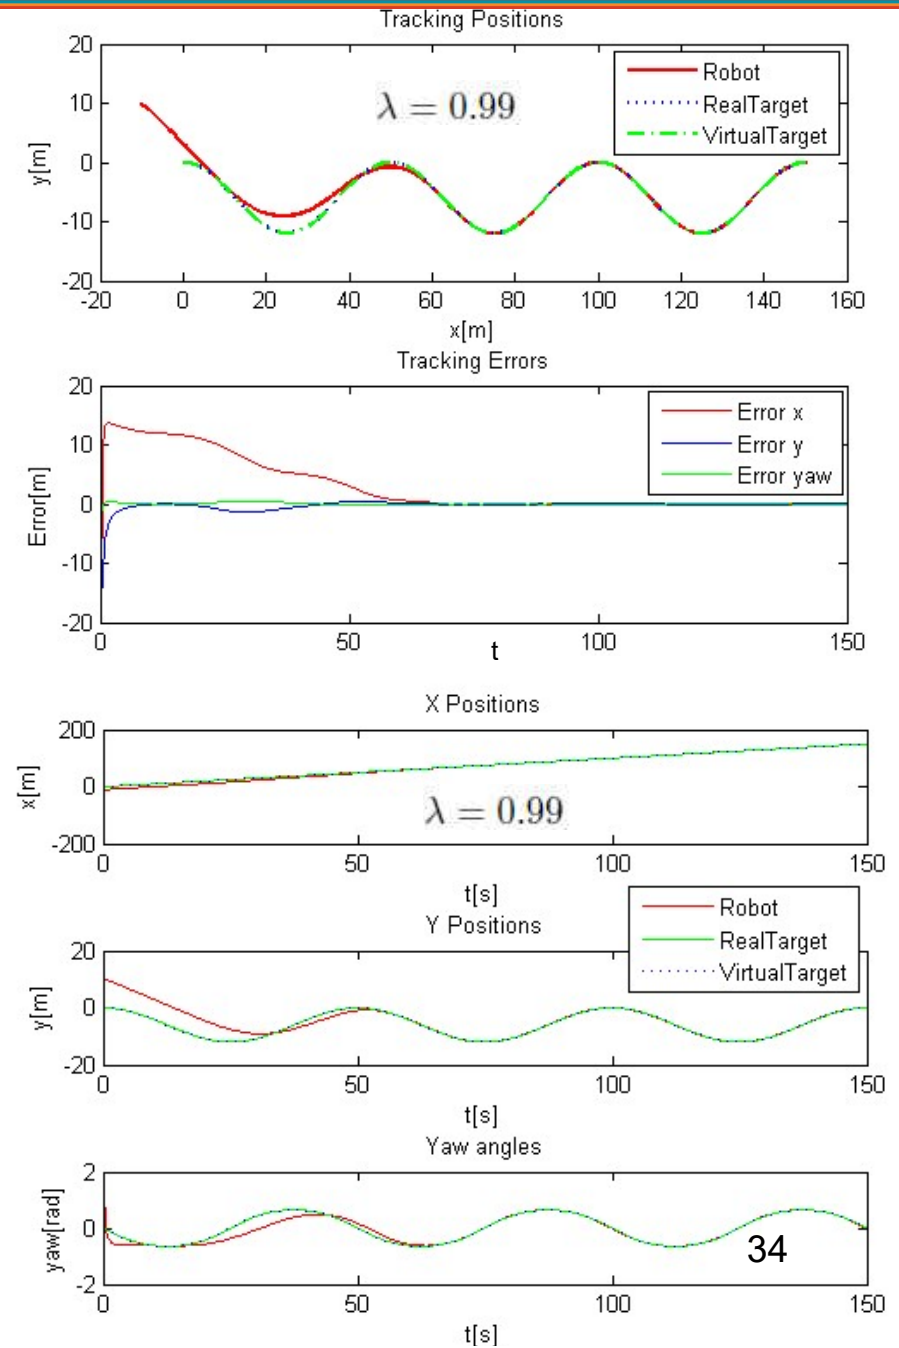 Tracking Positions
20
10
0
-10
-20
y[m]
λ = 0.99
Robot
RealTarget
VirtualTarget
-20 0 20 40 60 80 100 120 140 160
x[m]
Tracking Errors
20
10
0
-10
-20
Error[m]
Error x
Error y
Error yaw
0 50 100 150
t
X Positions
200
0
-200
x[m]
λ = 0.99
0 50 100 150
t[s]
Y Positions
Robot
RealTarget
VirtualTarget
20
0
-20
y[m]
0 50 100 150
t[s]
Yaw angles
2
0
-2
yaw[rad]
34
0 50 100 150
t[s]